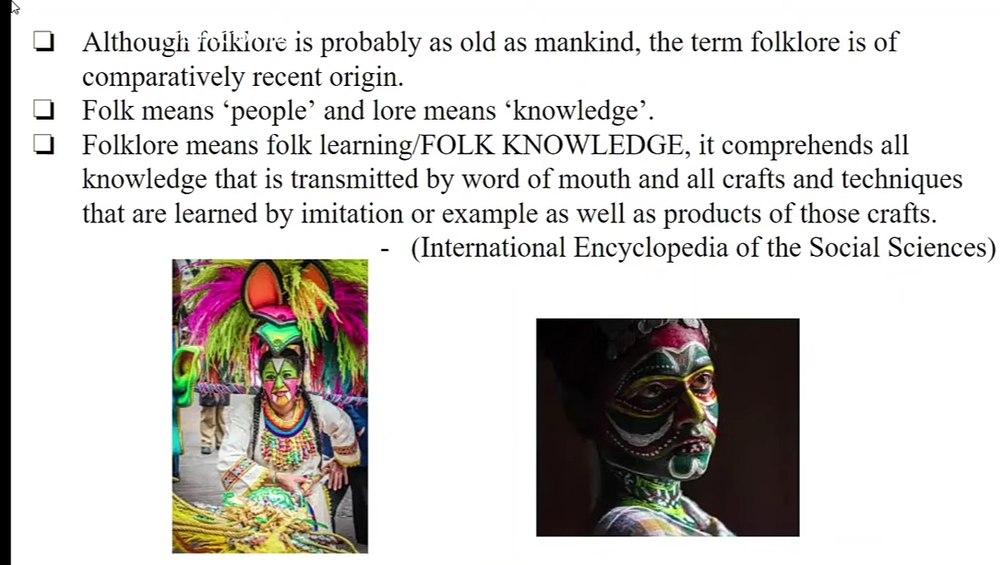 Although folklore is probably as old as mankind, the term folklore is of
comparatively recent origin.
Folk means ‘people’ and lore means ‘knowledge’.
Folklore means folk learning/FOLK KNOWLEDGE, it comprehends all
knowledge that is transmitted by word of mouth and all crafts and techniques
that are learned by imitation or example as well as products of those crafts.
- (International Encyclopedia of the Social Sciences)